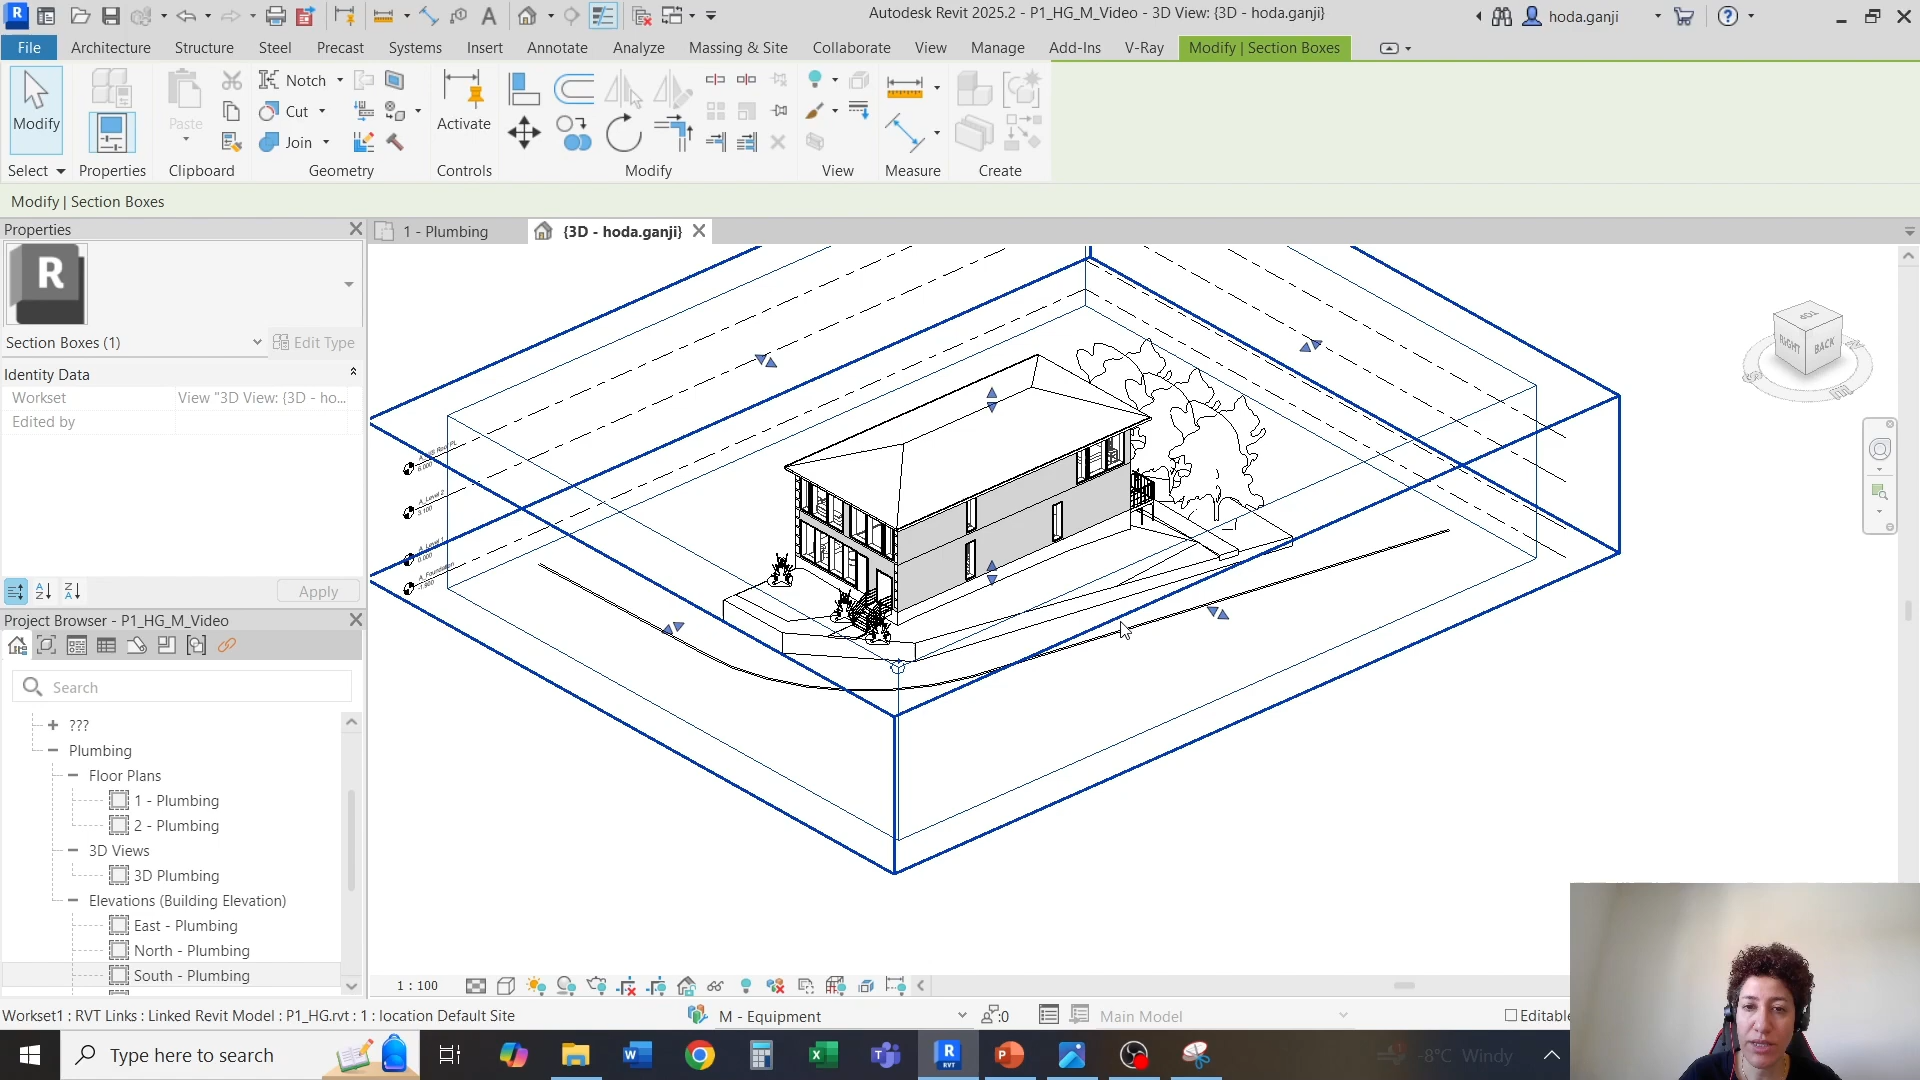 Autodesk Revit 2025.2 - P1_HG_M_Video - 3D View: {3D - hoda.ganji}
hoda.ganji
File Architecture Structure Steel Precast Systems Insert Annotate Analyze Massing & Site Collaborate View Manage Add-Ins V-Ray Modify | Section Boxes
Modify
Paste
Notch
Cut
Join
Activate
Select Properties Clipboard Geometry Controls Modify View Measure Create
Modify | Section Boxes
Properties
1 - Plumbing
{3D - hoda.ganji}
R
Section Boxes (1)
Edit Type
Identity Data
Workset View "3D View: {3D - ho...
Edited by
Apply
Project Browser - P1_HG_M_Video
Search
???
Plumbing
Floor Plans
1 - Plumbing
2 - Plumbing
3D Views
3D Plumbing
Elevations (Building Elevation)
East - Plumbing
North - Plumbing
South - Plumbing
TOP
RIGHT
BACK
1 : 100
Workset1 : RVT Links : Linked Revit Model : P1_HG.rvt : 1 : location Default Site
M - Equipment
:0
Main Model
Editable
Type here to search
-8°C Windy